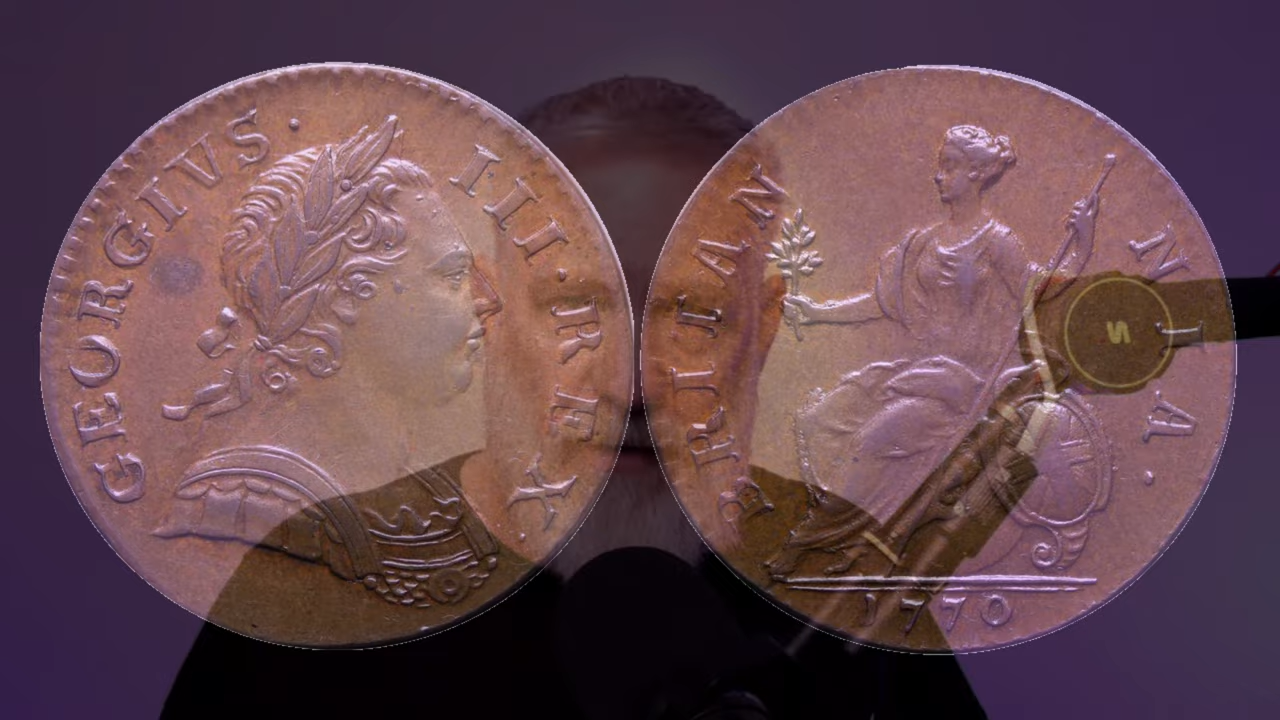 GEORGIVS · III · REX ·
BRITAN NIA ·
1770
S